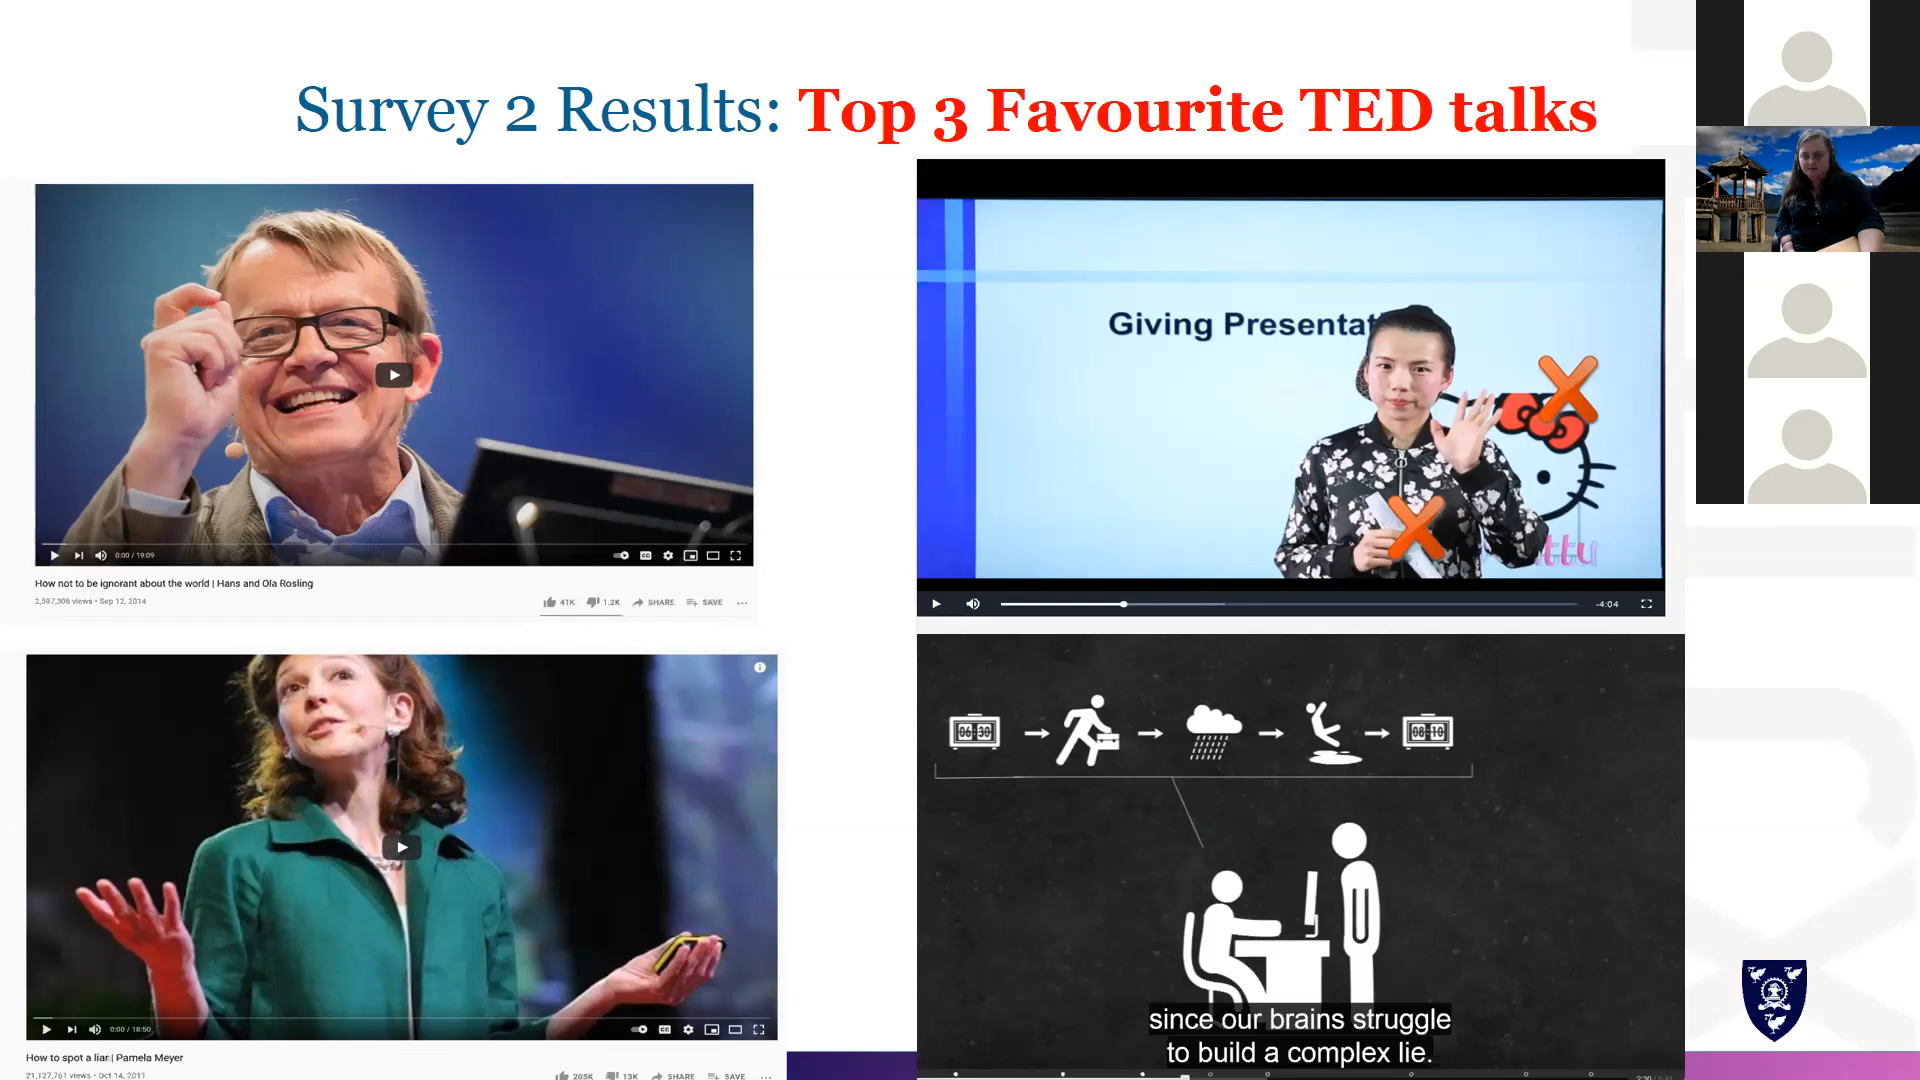 Survey 2 Results: Top 3 Favourite TED talks
0:00 / 19:09
How not to be ignorant about the world | Hans and Ola Rosling
2,597,308 views • Sep 12, 2014
41K 1.2K SHARE SAVE ...
Giving Presentat
ttu
-4:04
0:00 / 18:50
How to spot a liar | Pamela Meyer
21,127,761 views • Oct 14, 2011
205K 13K SHARE SAVE ...
06:30
08:10
since our brains struggle
to build a complex lie.